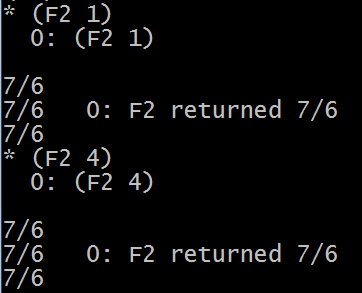 * (F2 1)
  0: (F2 1)

7/6
7/6   0: F2 returned 7/6
7/6
* (F2 4)
  0: (F2 4)

7/6
7/6   0: F2 returned 7/6
7/6